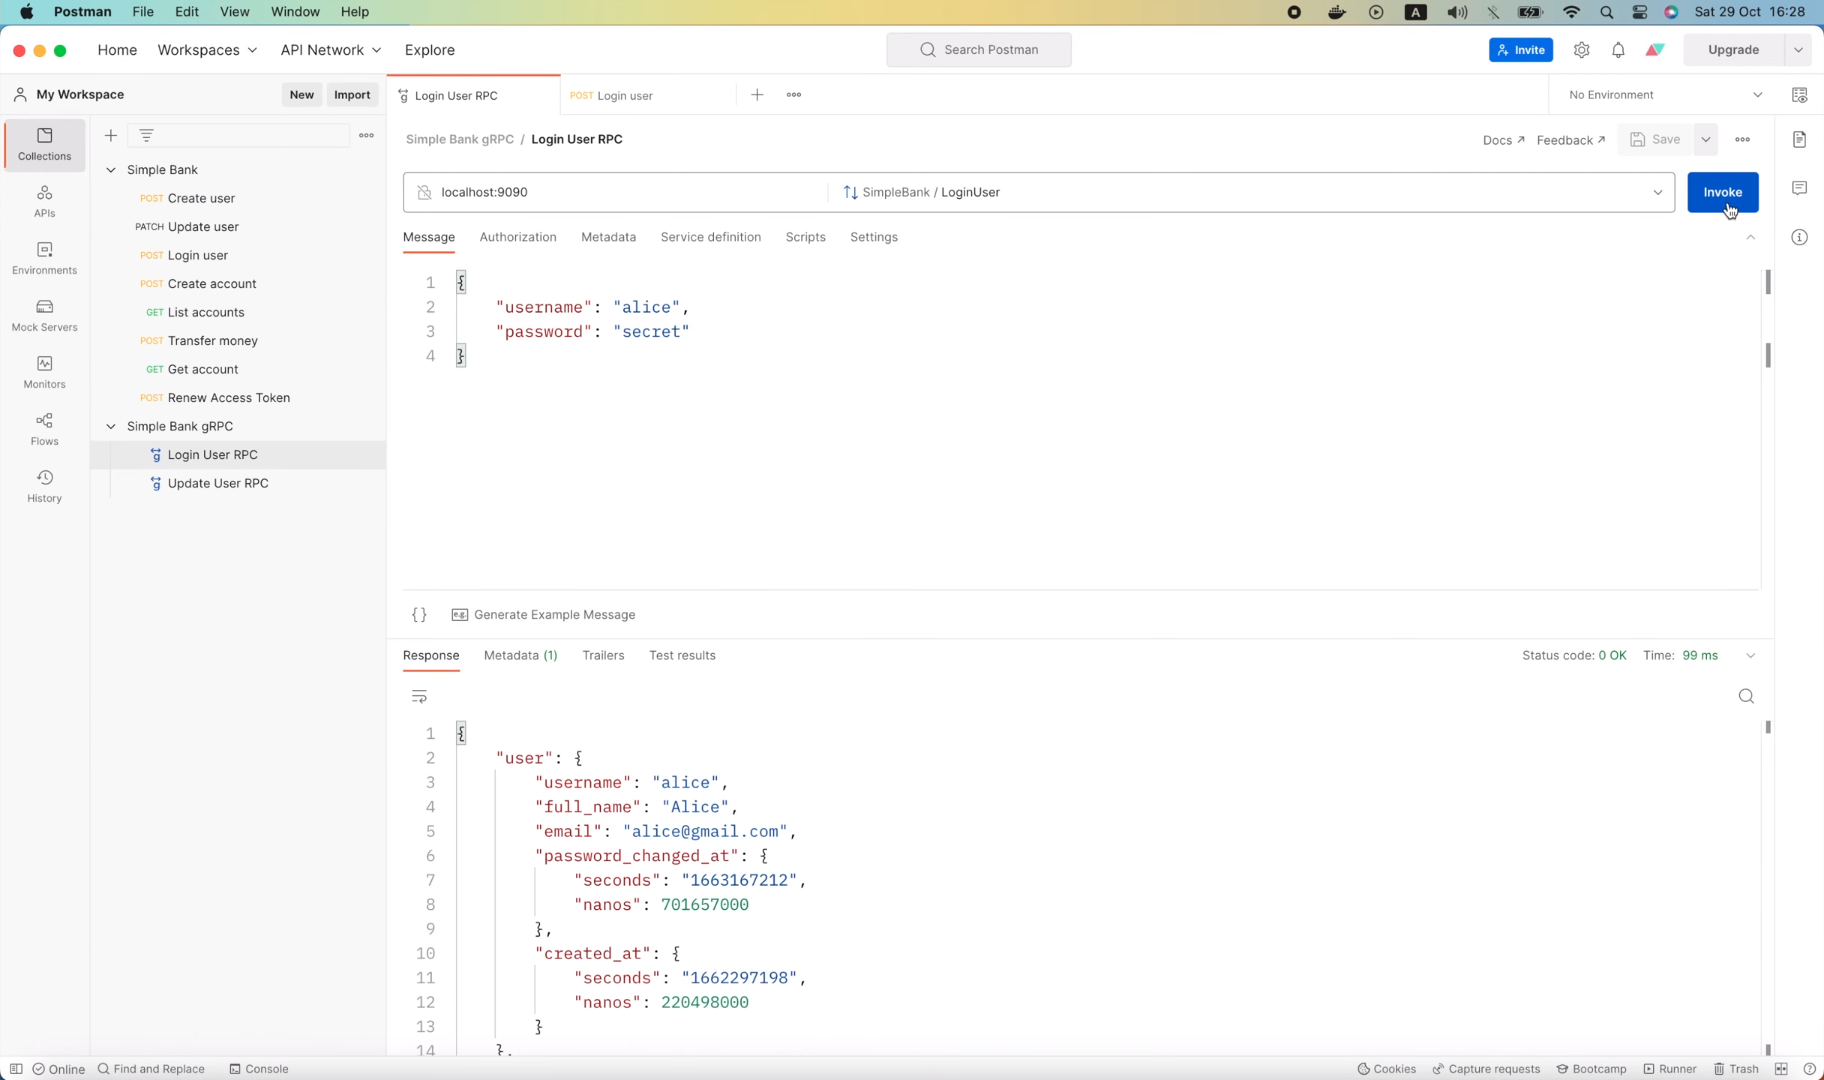 Postman File Edit View Window Help A Sat 29 Oct 16:28
Home Workspaces API Network Explore Search Postman Invite Upgrade
My Workspace New Import Login User RPC POST Login user No Environment
Collections
APIs
Environments
Mock Servers
Monitors
Flows
History
Simple Bank
POST Create user
PATCH Update user
POST Login user
POST Create account
GET List accounts
POST Transfer money
GET Get account
POST Renew Access Token
Simple Bank gRPC
Login User RPC
Update User RPC
Simple Bank gRPC / Login User RPC Docs Feedback Save
localhost:9090 SimpleBank / LoginUser Invoke
Message Authorization Metadata Service definition Scripts Settings
1 {
2 "username": "alice",
3 "password": "secret"
4 }
{} e.g. Generate Example Message
Response Metadata (1) Trailers Test results Status code: 0 OK Time: 99 ms
1 {
2 "user": {
3 "username": "alice",
4 "full_name": "Alice",
5 "email": "alice@gmail.com",
6 "password_changed_at": {
7 "seconds": "1663167212",
8 "nanos": 701657000
9 },
10 "created_at": {
11 "seconds": "1662297198",
12 "nanos": 220498000
13 }
14 },
Online Find and Replace Console Cookies Capture requests Bootcamp Runner Trash